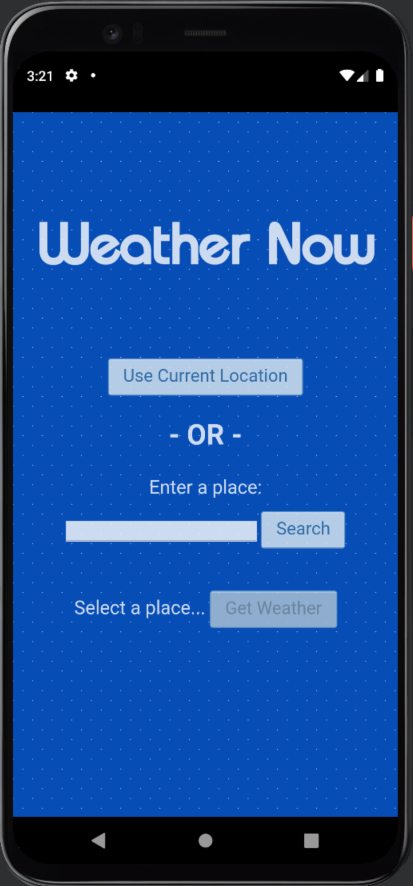 3:21
Weather Now
Use Current Location
- OR -
Enter a place:
Search
Select a place... Get Weather